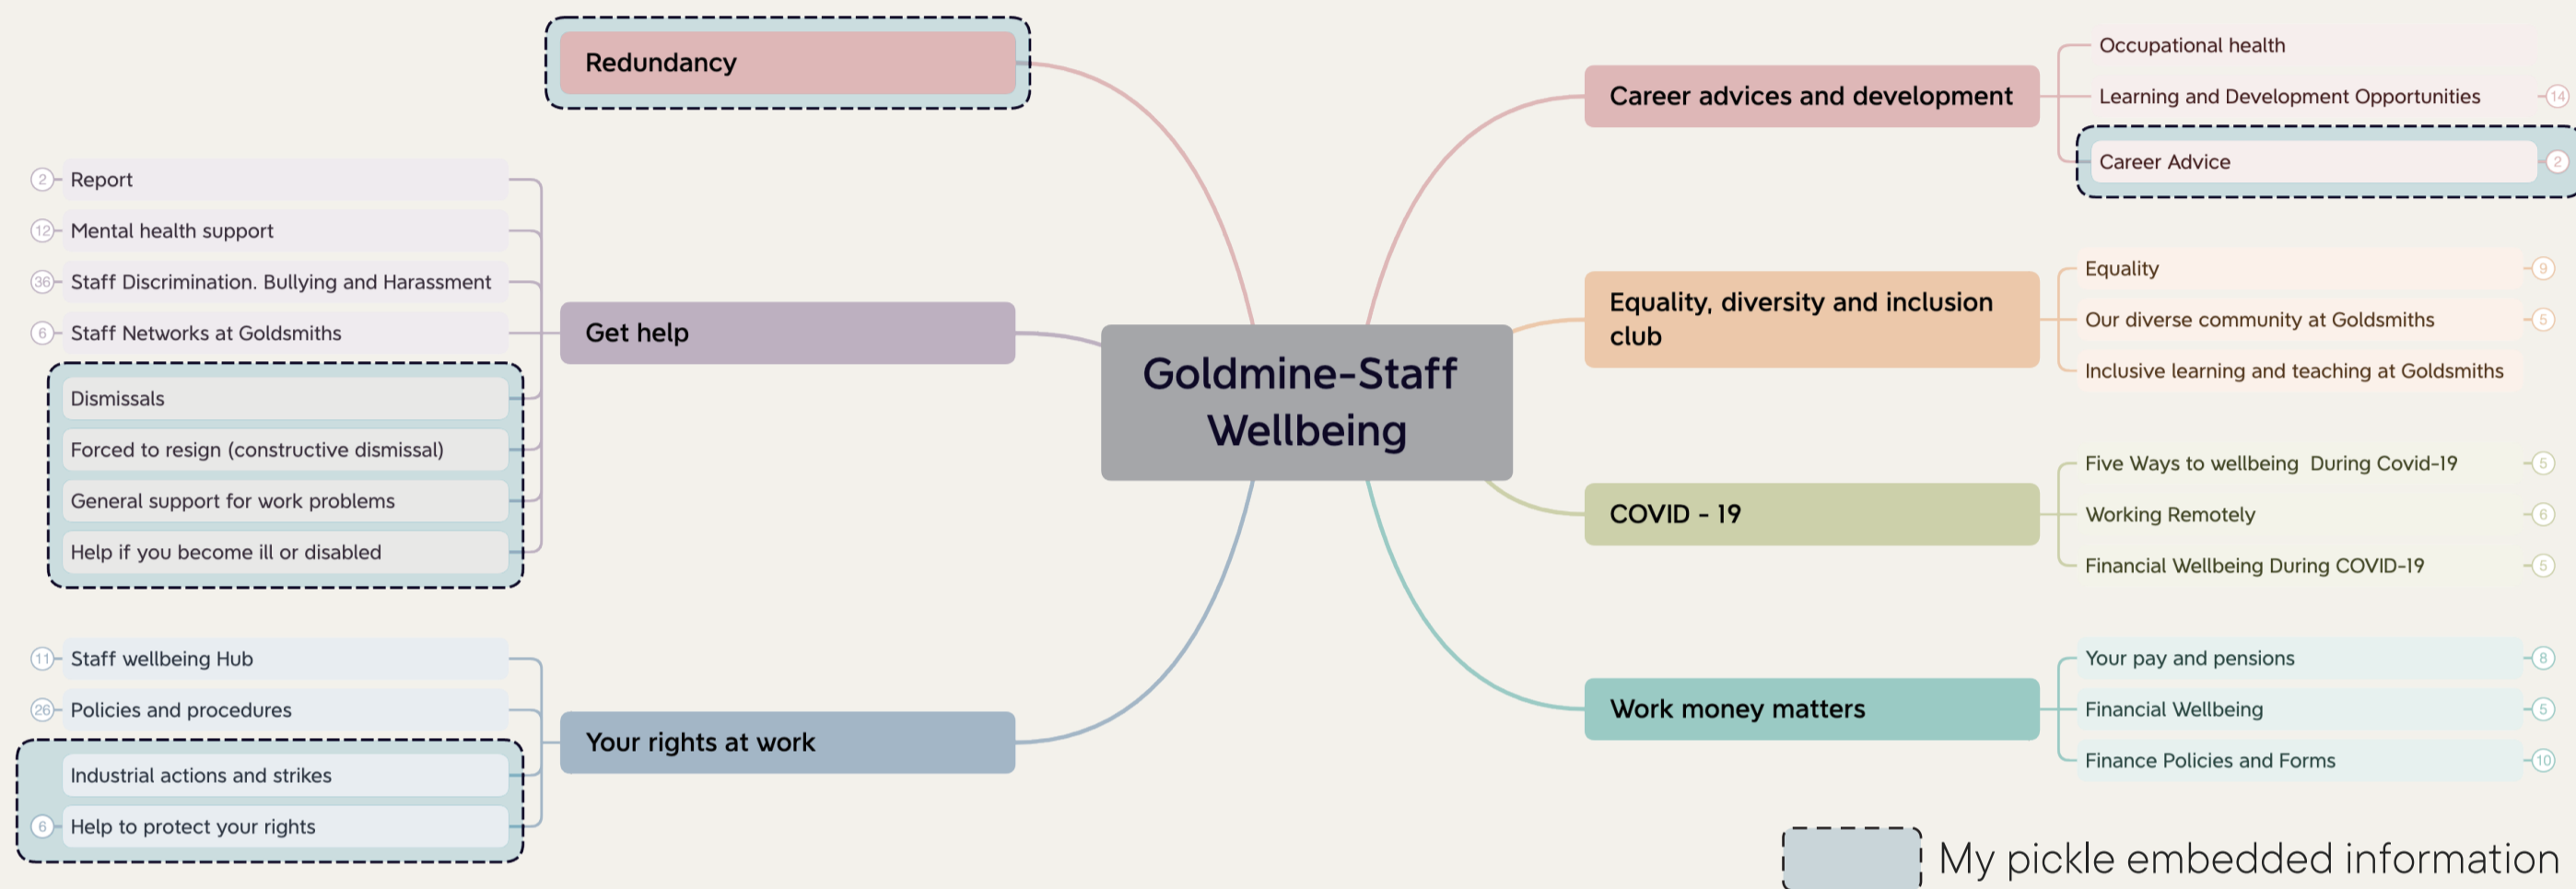 Redundancy
2
Report
12
Mental health support
36
Staff Discrimination. Bullying and Harassment
6
Staff Networks at Goldsmiths
Dismissals
Forced to resign (constructive dismissal)
General support for work problems
Help if you become ill or disabled
Get help
11
Staff wellbeing Hub
26
Policies and procedures
Industrial actions and strikes
6
Help to protect your rights
Your rights at work
Goldmine-Staff
Wellbeing
Career advices and development
Occupational health
Learning and Development Opportunities
14
Career Advice
2
Equality, diversity and inclusion
club
Equality
9
Our diverse community at Goldsmiths
5
Inclusive learning and teaching at Goldsmiths
COVID - 19
Five Ways to wellbeing  During Covid-19
5
Working Remotely
6
Financial Wellbeing During COVID-19
5
Work money matters
Your pay and pensions
8
Financial Wellbeing
5
Finance Policies and Forms
10
My pickle embedded information